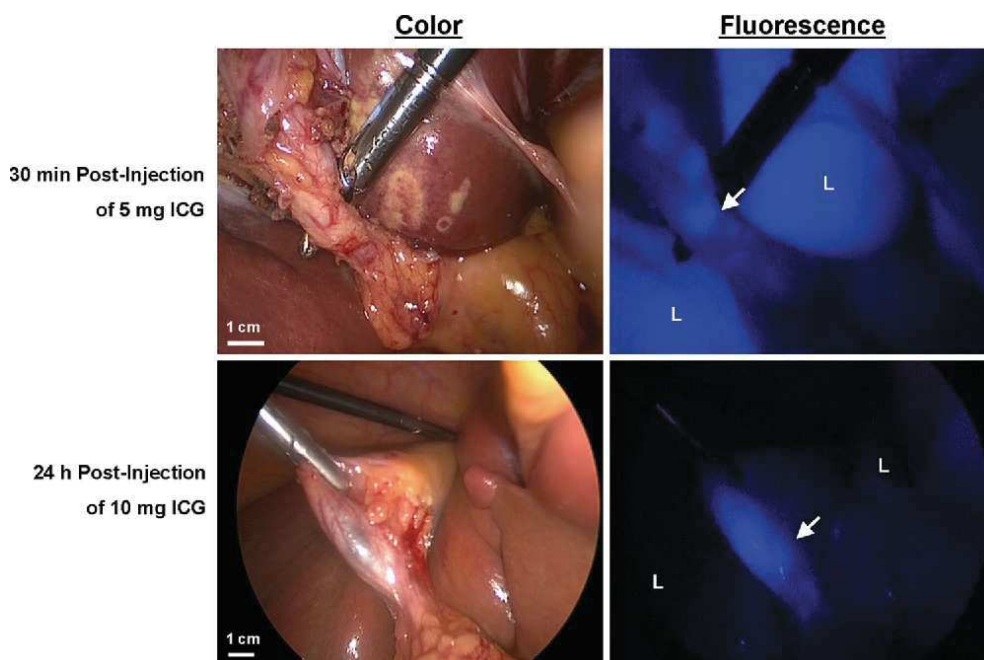 Color
Fluorescence
30 min Post-Injection
of 5 mg ICG
L
L
1 cm
24 h Post-Injection
of 10 mg ICG
L
L
1 cm